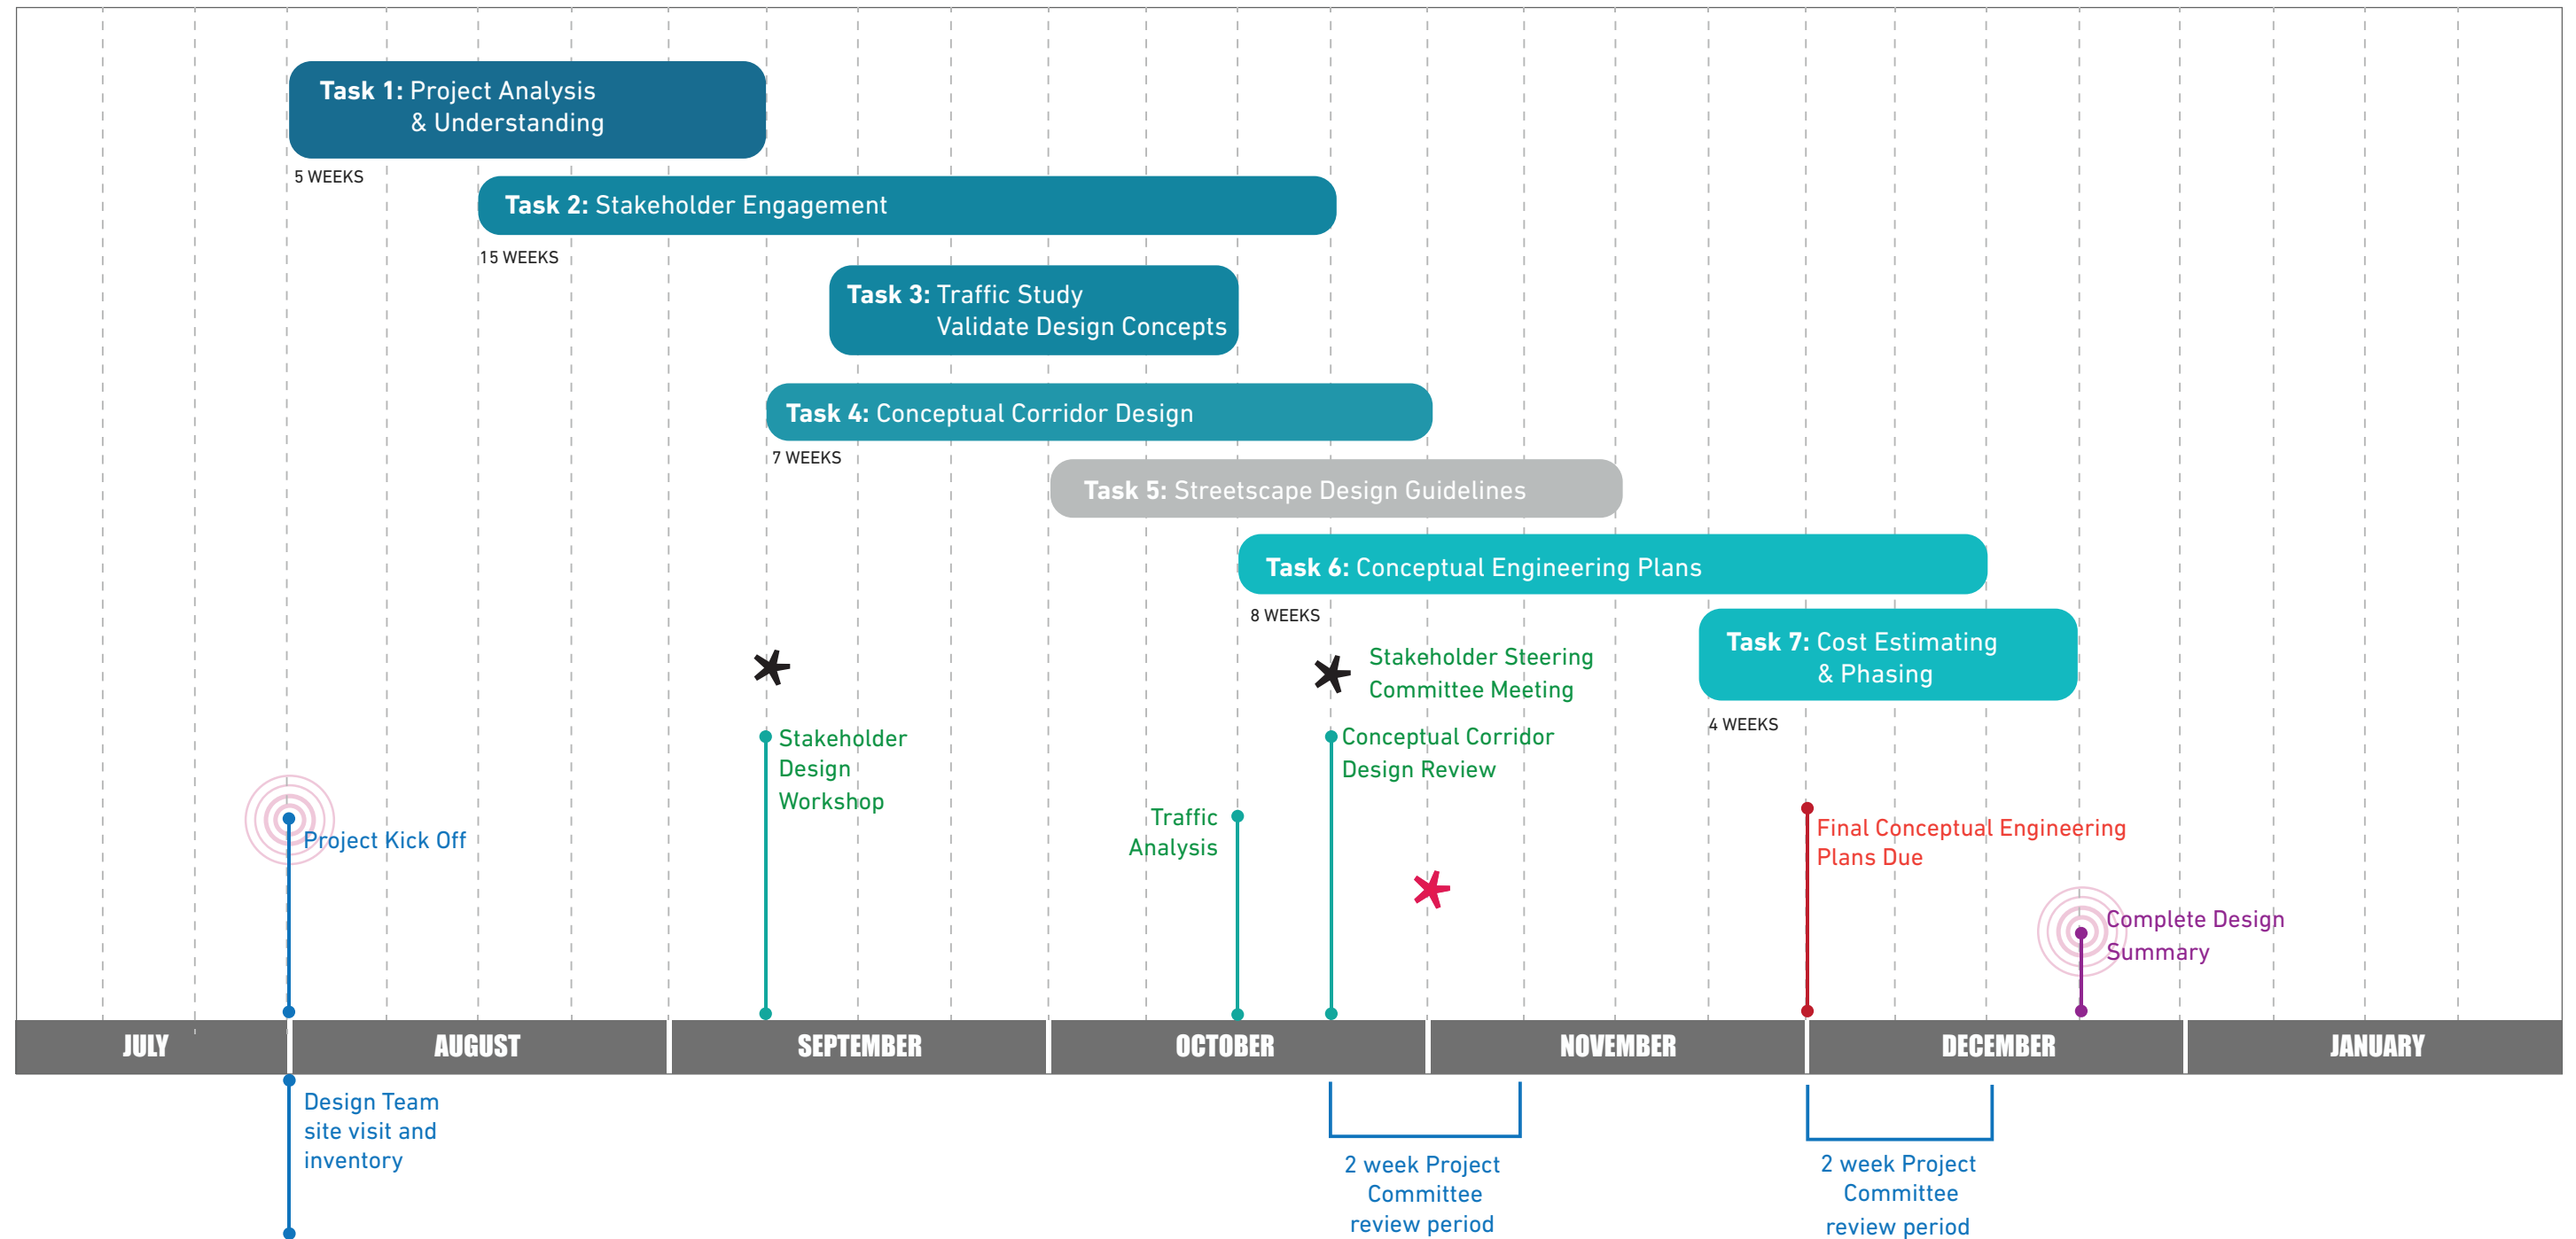 Task 1: Project Analysis
& Understanding
5 WEEKS
Task 2: Stakeholder Engagement
15 WEEKS
Task 3: Traffic Study
Validate Design Concepts
Task 4: Conceptual Corridor Design
7 WEEKS
Task 5: Streetscape Design Guidelines
Task 6: Conceptual Engineering Plans
8 WEEKS
Task 7: Cost Estimating
& Phasing
4 WEEKS
Stakeholder Steering
Committee Meeting
Stakeholder
Design
Workshop
Conceptual Corridor
Design Review
Project Kick Off
Traffic
Analysis
Final Conceptual Engineering
Plans Due
Complete Design
Summary
JULY
AUGUST
SEPTEMBER
OCTOBER
NOVEMBER
DECEMBER
JANUARY
Design Team
site visit and
inventory
2 week Project
Committee
review period
2 week Project
Committee
review period